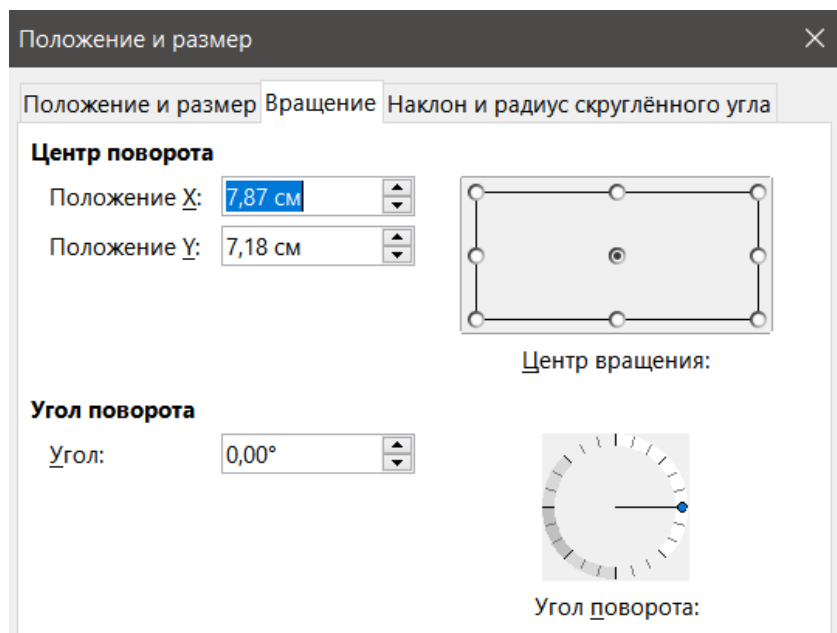 Положение и размер
Положение и размер Вращение Наклон и радиус скруглённого угла
Центр поворота
Положение X: 7,87 см
Положение Y: 7,18 см
Центр вращения:
Угол поворота
Угол: 0,00°
Угол поворота: